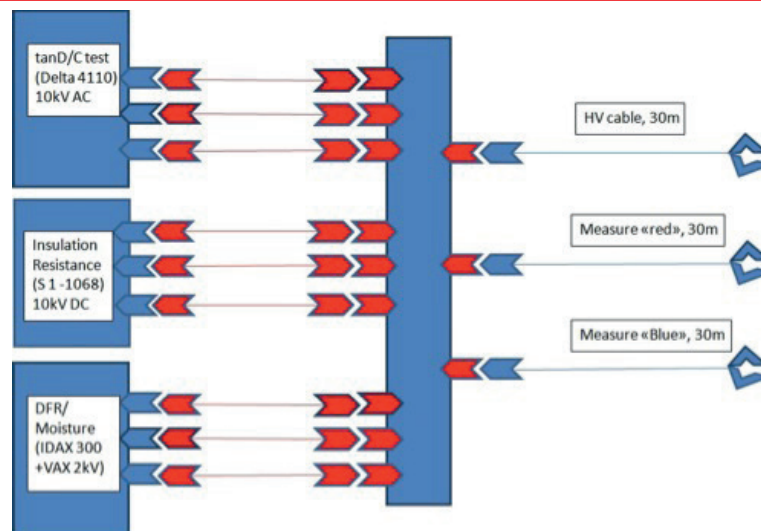 tanD/C test
(Delta 4110)
10kV AC
HV cable, 30m
Insulation
Resistance
(S 1 -1068)
10kV DC
Measure «red», 30m
Measure «Blue», 30m
DFR/
Moisture
(IDAX 300
+VAX 2kV)